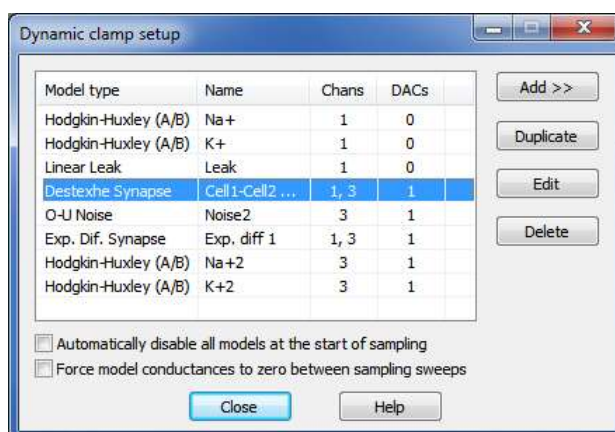 Dynamic clamp setup
Model type Name Chans DACs
Hodgkin-Huxley (A/B) Na+ 1 0
Hodgkin-Huxley (A/B) K+ 1 0
Linear Leak Leak 1 0
Destexhe Synapse Cell1-Cell2 ... 1, 3 1
O-U Noise Noise2 3 1
Exp. Dif. Synapse Exp. diff 1 1, 3 1
Hodgkin-Huxley (A/B) Na+2 3 1
Hodgkin-Huxley (A/B) K+2 3 1
Add >>
Duplicate
Edit
Delete
Automatically disable all models at the start of sampling
Force model conductances to zero between sampling sweeps
Close Help